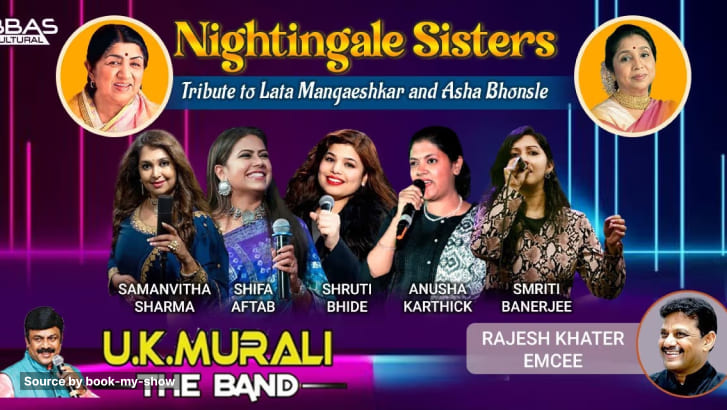 BBAS
CULTURAL
Nightingale Sisters
Tribute to Lata Mangaeshkar and Asha Bhonsle
SAMANVITHA
SHARMA
SHIFA
AFTAB
SHRUTI
BHIDE
ANUSHA
KARTHICK
SMRITI
BANERJEE
U.K.MURALI
THE BAND
RAJESH KHATER
EMCEE
Source by book-my-show